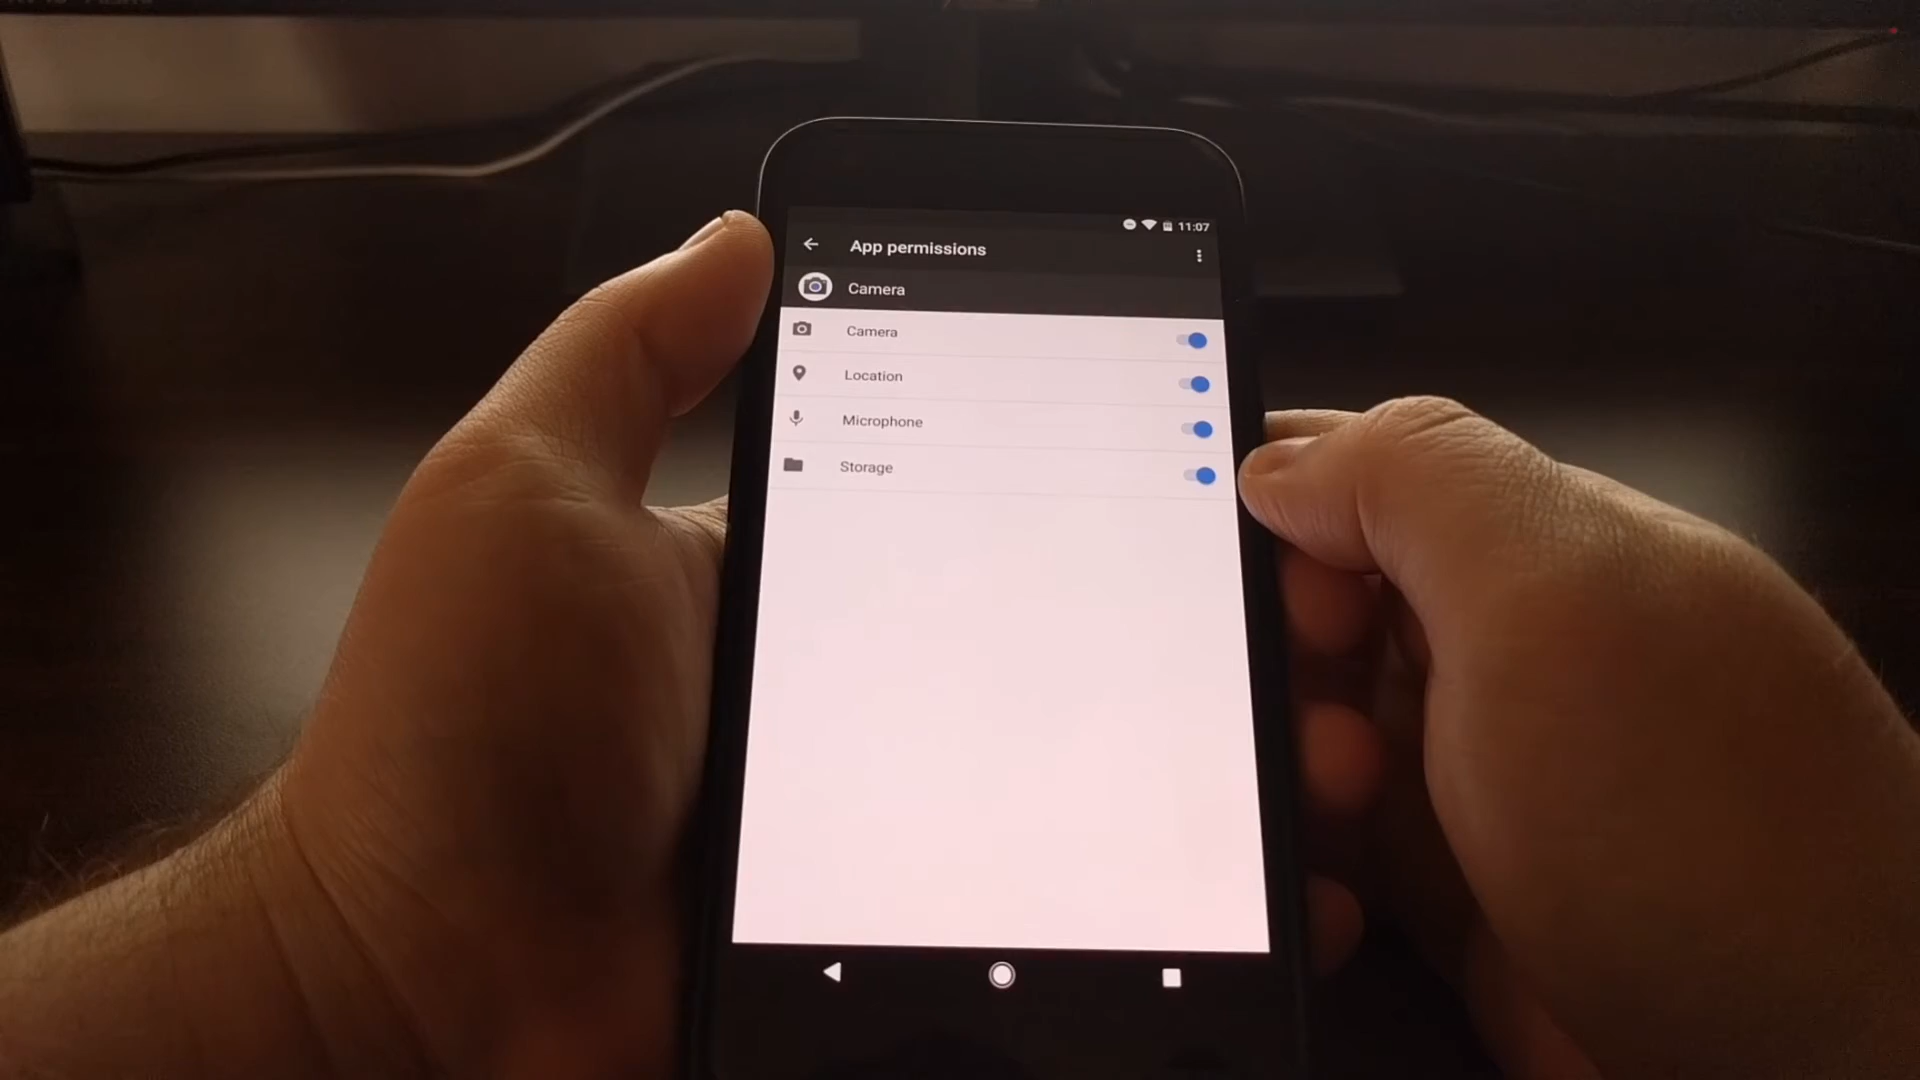 11:07
App permissions
Camera
Camera
Location
Microphone
Storage